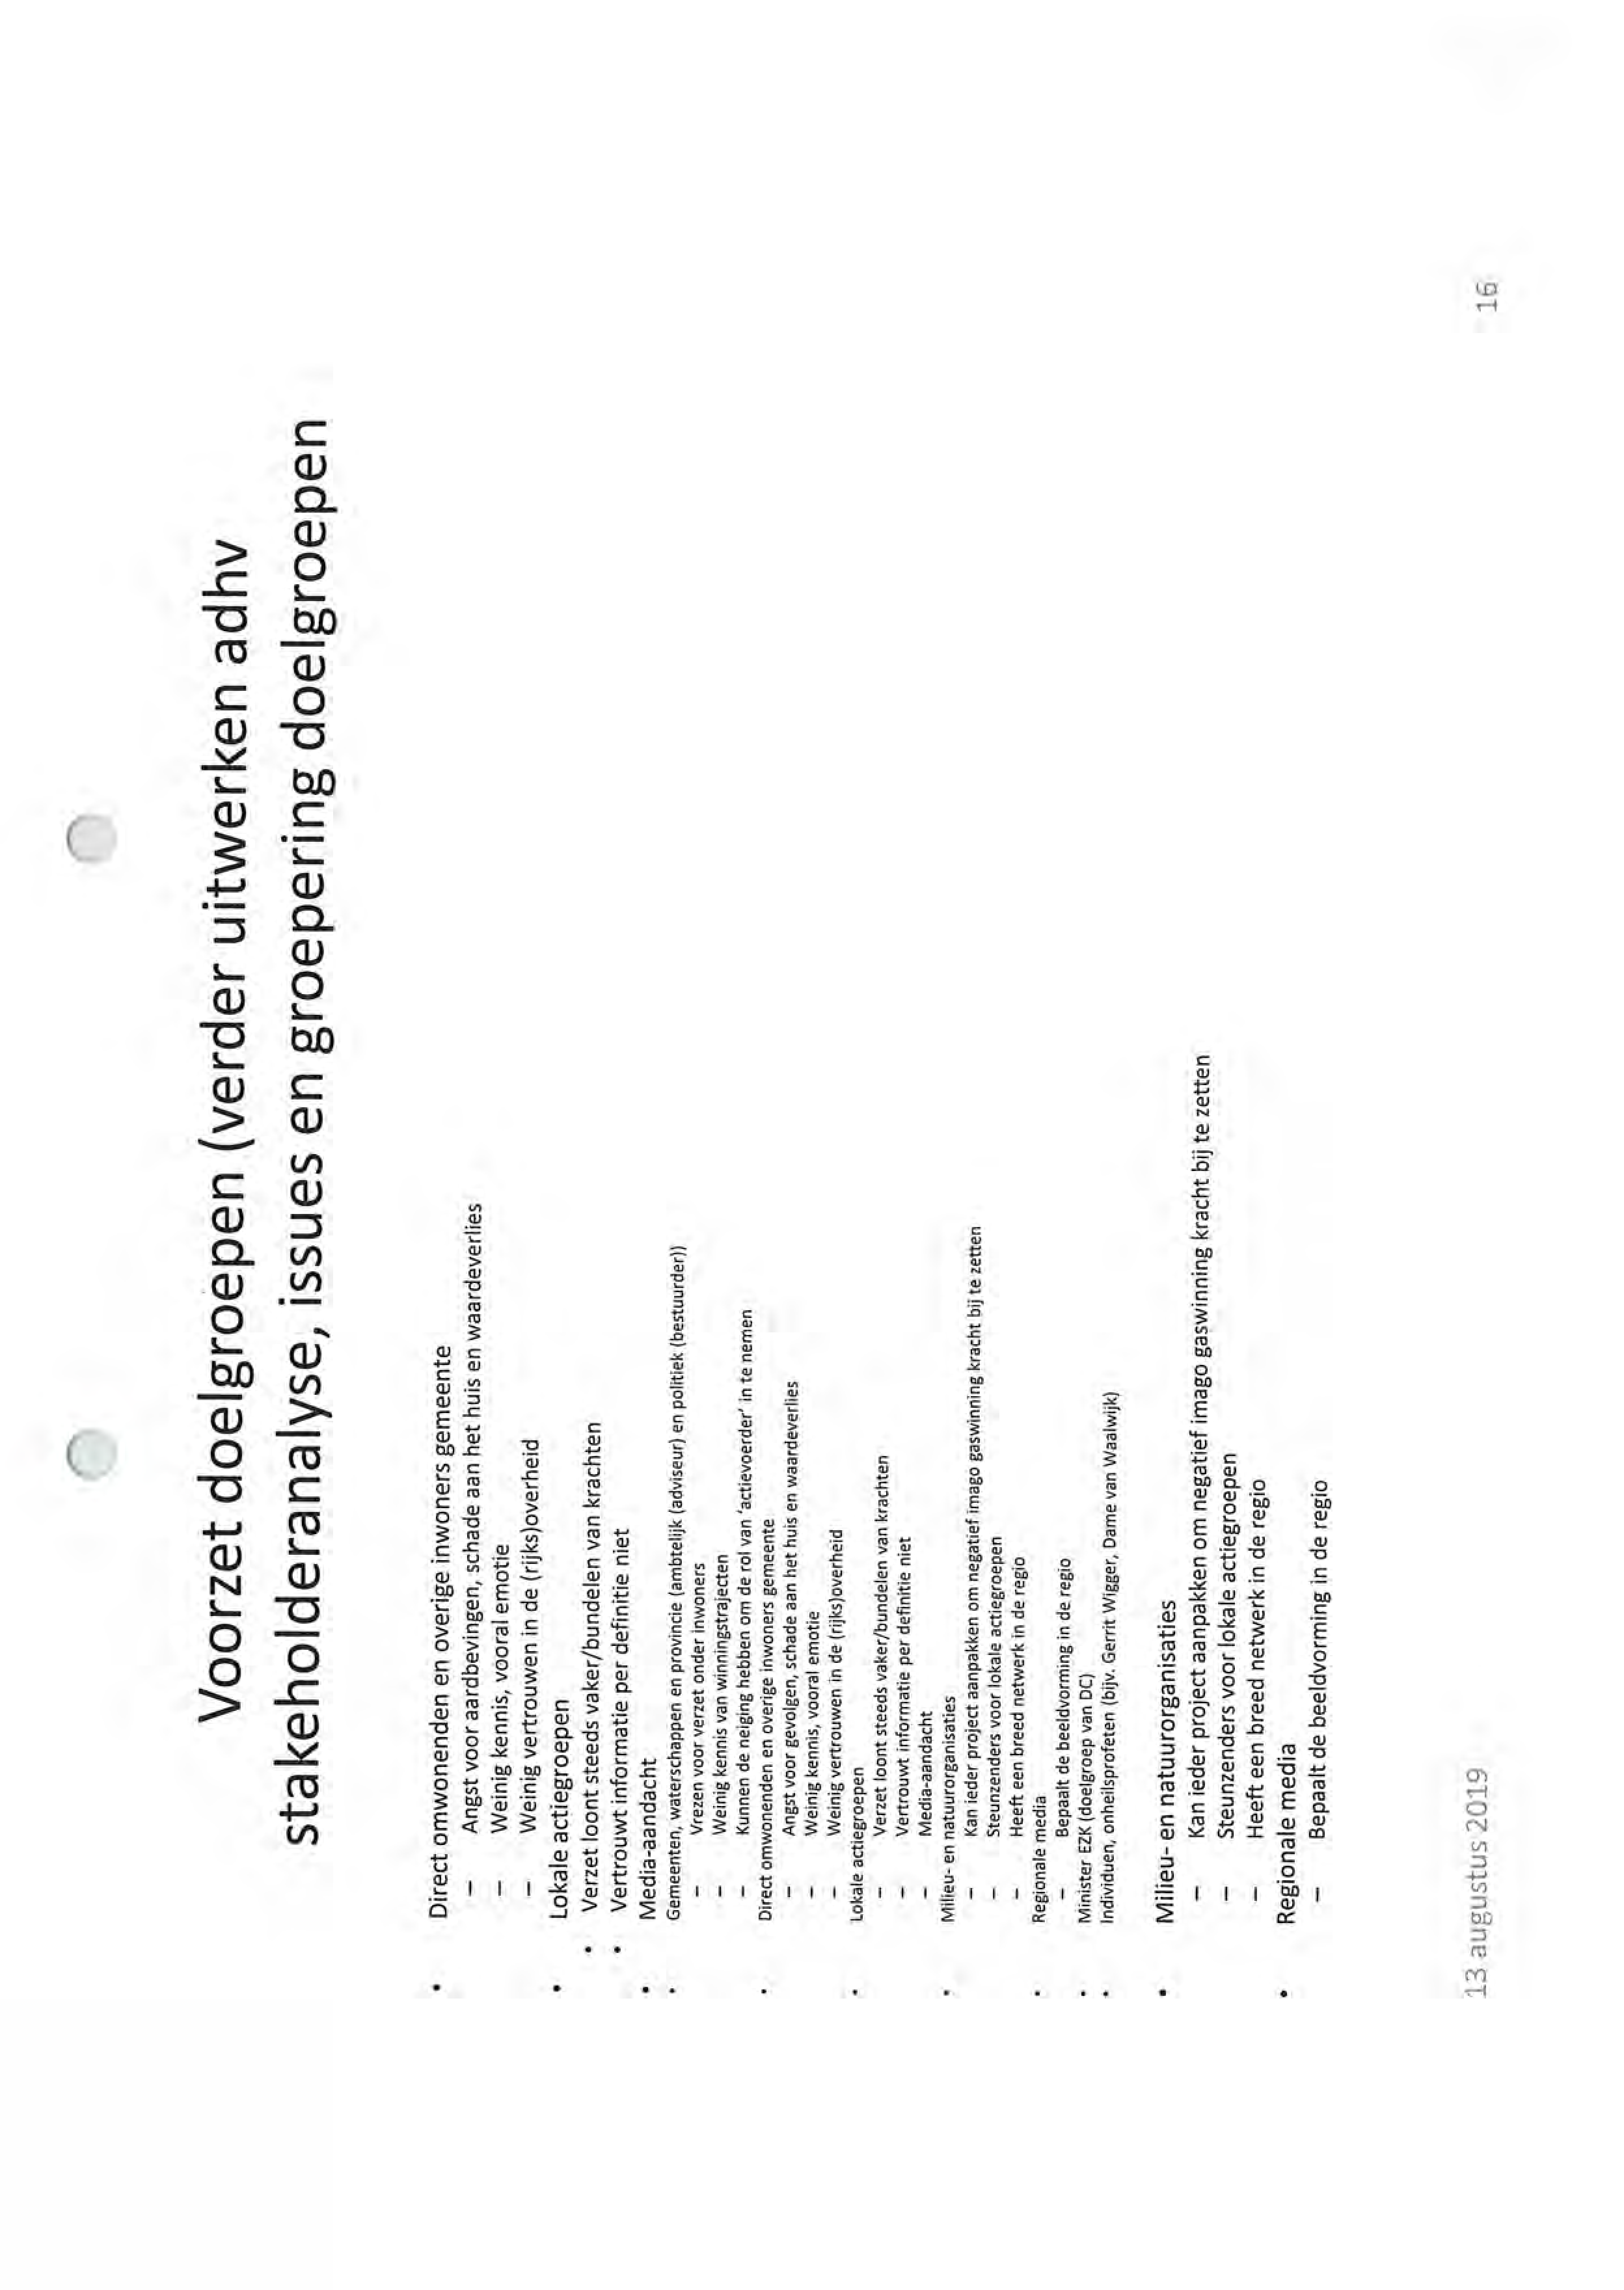 Voorzet doelgroepen (verder uitwerken adhv
stakeholderanalyse, issues en groepering doelgroepen
• Direct omwonenden en overige inwoners gemeente
– Angst voor aardbevingen, schade aan het huis en waardeverlies
– Weinig kennis, vooral emotie
– Weinig vertrouwen in de (rijks)overheid
• Lokale actiegroepen
• Verzet loont steeds vaker/bundelen van krachten
• Vertrouwt informatie per definitie niet
• Media-aandacht
• Gemeenten, waterschappen en provincie (ambtelijk (adviseur) en politiek (bestuurder))
– Vrezen voor verzet onder inwoners
– Weinig kennis van winningstrajecten
– Kunnen de neiging hebben om de rol van 'actievoerder' in te nemen
• Direct omwonenden en overige inwoners gemeente
– Angst voor gevolgen, schade aan het huis en waardeverlies
– Weinig kennis, vooral emotie
– Weinig vertrouwen in de (rijks)overheid
• Lokale actiegroepen
– Verzet loont steeds vaker/bundelen van krachten
– Vertrouwt informatie per definitie niet
– Media-aandacht
• Milieu- en natuurorganisaties
– Kan ieder project aanpakken om negatief imago gaswinning kracht bij te zetten
– Steunzenders voor lokale actiegroepen
– Heeft een breed netwerk in de regio
• Regionale media
– Bepaalt de beeldvorming in de regio
• Minister EZK (doelgroep van DC)
• Individuen, onheilsprofeten (bijv. Gerrit Wigger, Dame van Waalwijk)
• Milieu- en natuurorganisaties
– Kan ieder project aanpakken om negatief imago gaswinning kracht bij te zetten
– Steunzenders voor lokale actiegroepen
– Heeft een breed netwerk in de regio
• Regionale media
– Bepaalt de beeldvorming in de regio
13 augustus 2019
16